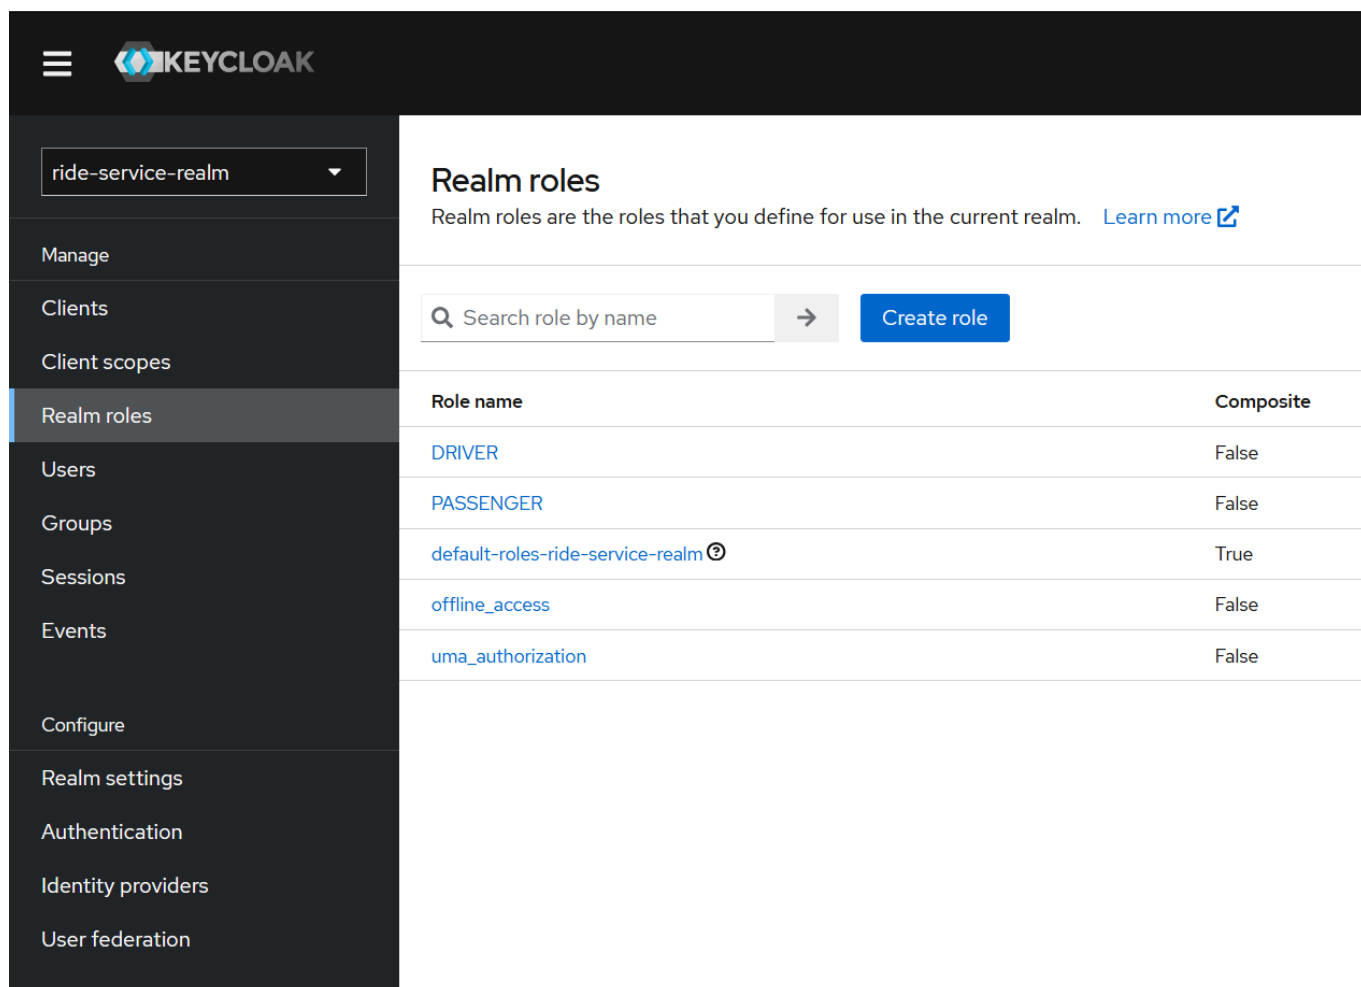 KEYCLOAK
ride-service-realm
Manage
Clients
Client scopes
Realm roles
Users
Groups
Sessions
Events
Configure
Realm settings
Authentication
Identity providers
User federation
Realm roles
Realm roles are the roles that you define for use in the current realm. Learn more
Search role by name
Create role
Role name Composite
DRIVER False
PASSENGER False
default-roles-ride-service-realm True
offline_access False
uma_authorization False